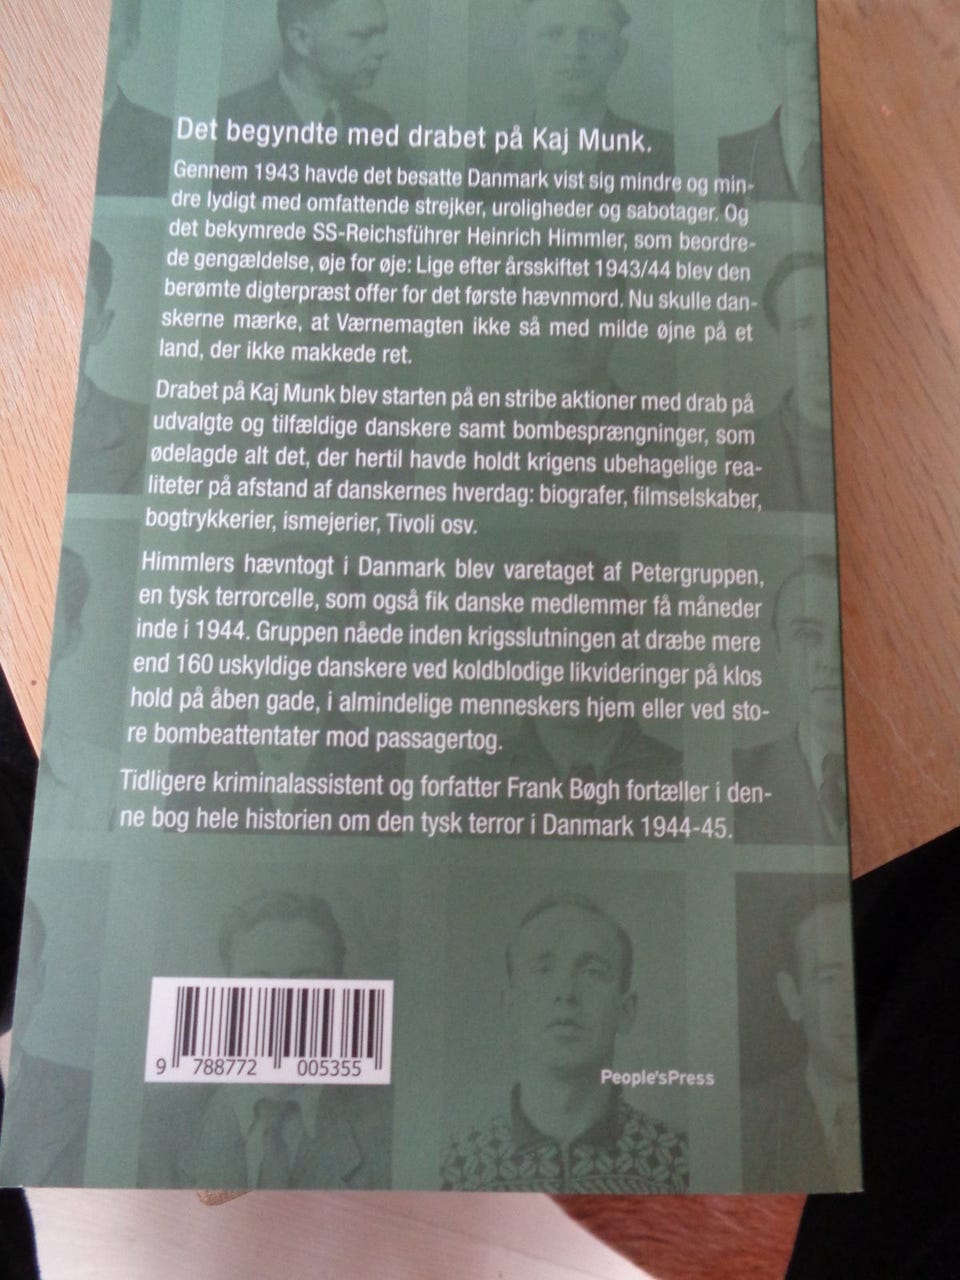 Det begyndte med drabet på Kaj Munk.
Gennem 1943 havde det besatte Danmark vist sig mindre og min-
dre lydigt med omfattende strejker, uroligheder og sabotager. Og
det bekymrede SS-Reichsführer Heinrich Himmler, som beordre-
de gengældelse, øje for øje: Lige efter årsskiftet 1943/44 blev den
berømte digterpræst offer for det første hævnmord. Nu skulle dan-
skerne mærke, at Værnemagten ikke så med milde øjne på et
land, der ikke makkede ret.
Drabet på Kaj Munk blev starten på en stribe aktioner med drab på
udvalgte og tilfældige danskere samt bombesprængninger, som
ødelagde alt det, der hertil havde holdt krigens ubehagelige rea-
liteter på afstand af danskernes hverdag: biografer, filmselskaber,
bogtrykkerier, ismejerier, Tivoli osv.
Himmlers hævntogt i Danmark blev varetaget af Petergruppen,
en tysk terrorcelle, som også fik danske medlemmer få måneder
inde i 1944. Gruppen nåede inden krigsslutningen at dræbe mere
end 160 uskyldige danskere ved koldblodige likvideringer på klos
hold på åben gade, i almindelige menneskers hjem eller ved sto-
re bombeattentater mod passagertog.
Tidligere kriminalassistent og forfatter Frank Bøgh fortæller i den-
ne bog hele historien om den tysk terror i Danmark 1944-45.
9 788772 005355
People'sPress